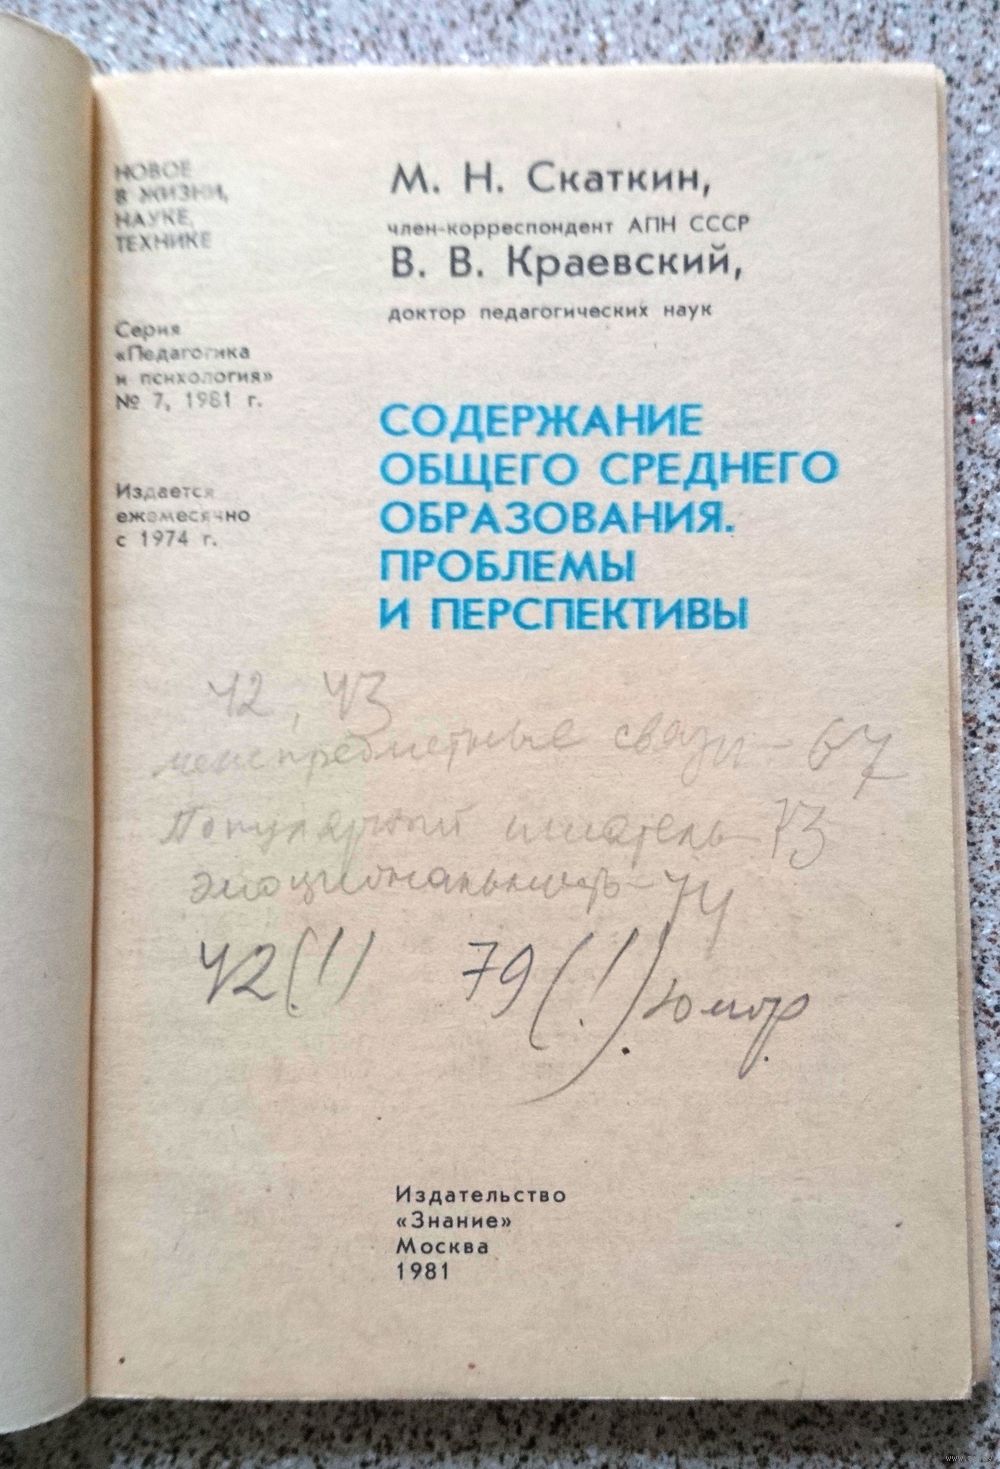 НОВОЕ
В ЖИЗНИ,
НАУКЕ,
ТЕХНИКЕ
Серия
«Педагогика
и психология»
№ 7, 1981 г.
Издается
ежемесячно
с 1974 г.
М. Н. Скаткин,
член-корреспондент АПН СССР
В. В. Краевский,
доктор педагогических наук
СОДЕРЖАНИЕ
ОБЩЕГО СРЕДНЕГО
ОБРАЗОВАНИЯ.
ПРОБЛЕМЫ
И ПЕРСПЕКТИВЫ
42, 43
межпредметные связи - 67
Популярный писатель - 73
эмоциональность - 74
42 (!) 79 (!) юмор
Издательство
«Знание»
Москва
1981